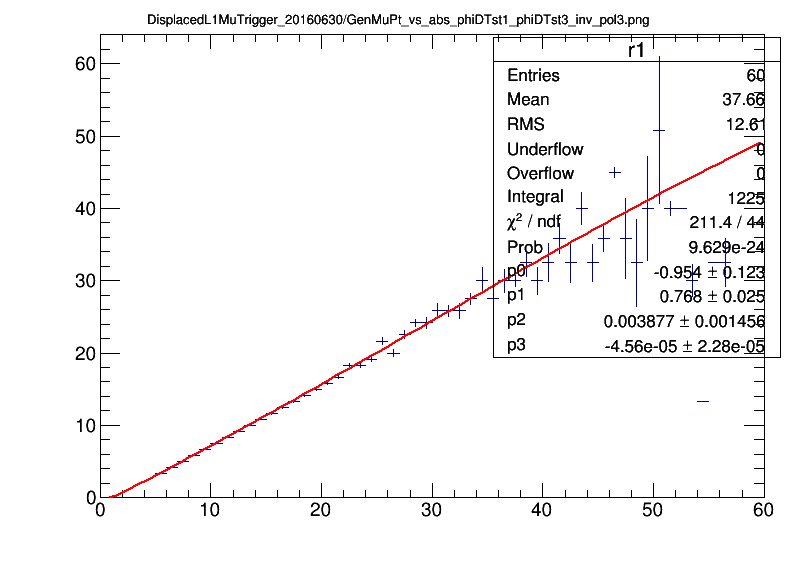 DisplacedL1MuTrigger_20160630/GenMuPt_vs_abs_phiDTst1_phiDTst3_inv_pol3.png
r1
Entries 60
Mean 37.66
RMS 12.61
Underflow 0
Overflow 0
Integral 1225
χ² / ndf 211.4 / 44
Prob 9.629e-24
p0 -0.954 ± 0.123
p1 0.768 ± 0.025
p2 0.003877 ± 0.001456
p3 -4.56e-05 ± 2.28e-05
60
50
40
30
20
10
0
0 10 20 30 40 50 60